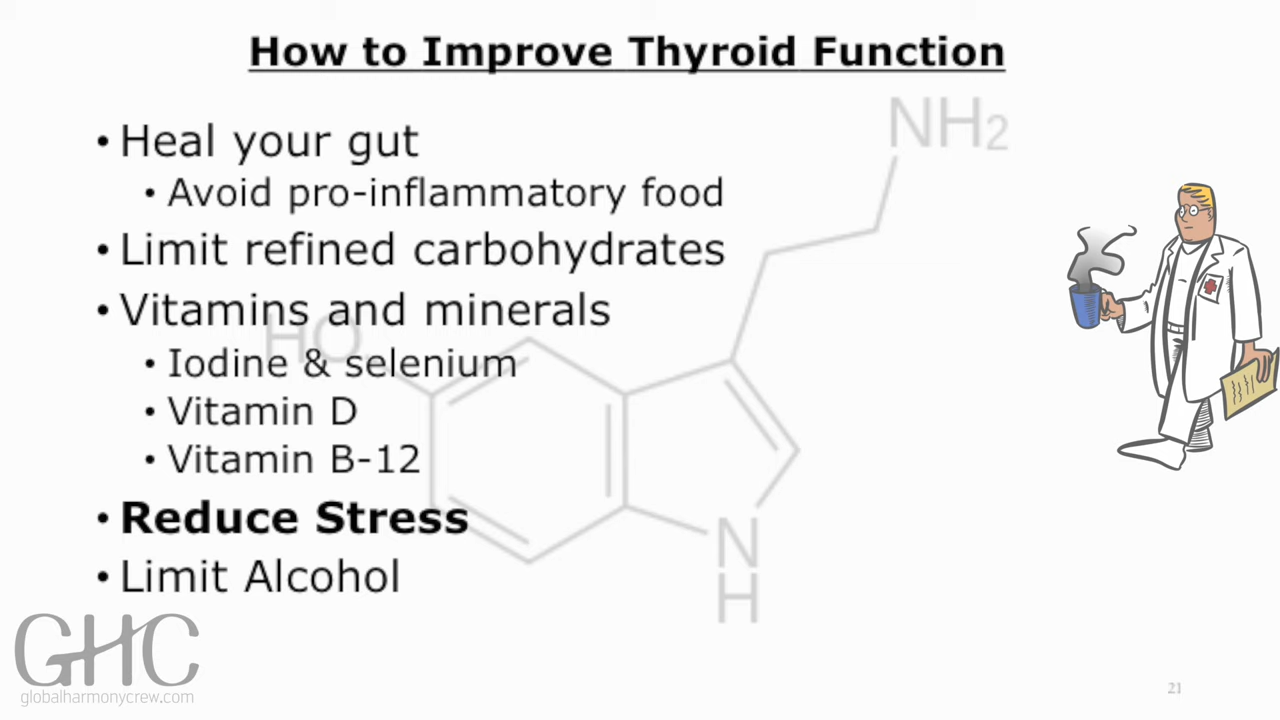 How to Improve Thyroid Function
• Heal your gut
• Avoid pro-inflammatory food
• Limit refined carbohydrates
• Vitamins and minerals
• Iodine & selenium
• Vitamin D
• Vitamin B-12
• Reduce Stress
• Limit Alcohol
NH2
HO
N
H
GHC
globalharmonycrew.com
21